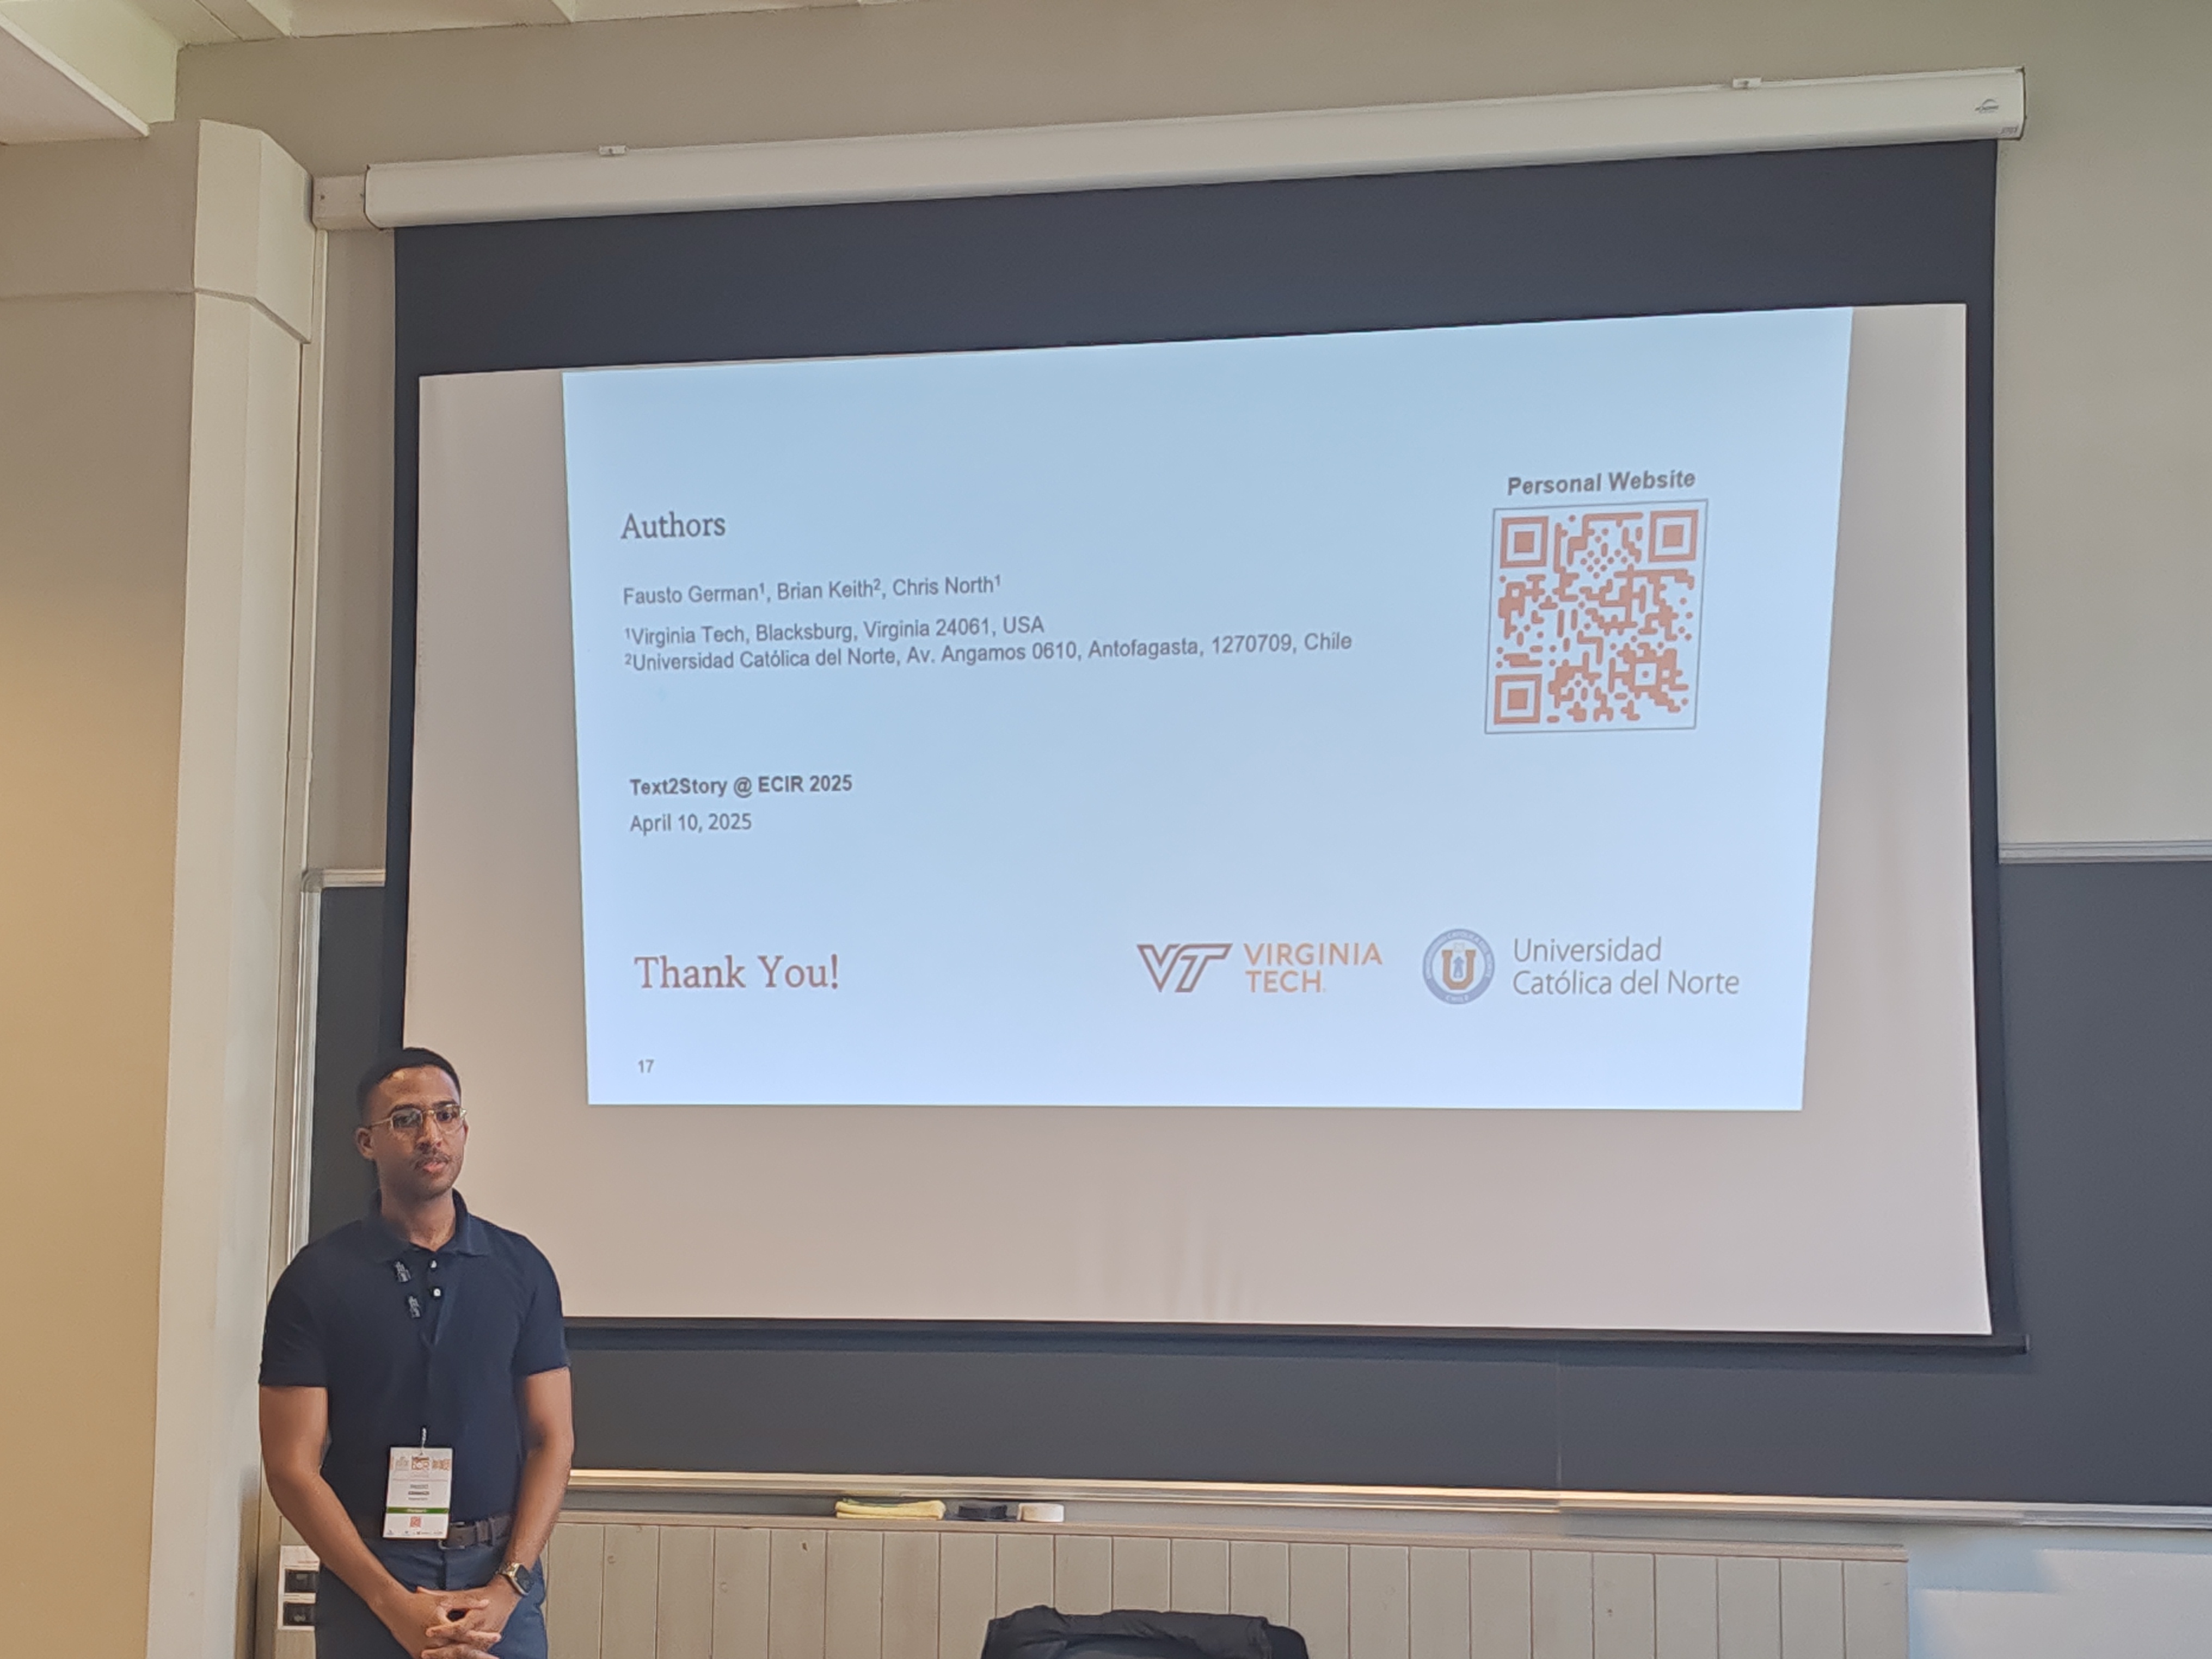 Personal Website
Authors
Fausto German¹, Brian Keith², Chris North¹
¹Virginia Tech, Blacksburg, Virginia 24061, USA
²Universidad Católica del Norte, Av. Angamos 0610, Antofagasta, 1270709, Chile
Text2Story @ ECIR 2025
April 10, 2025
Thank You!
VT VIRGINIA
TECH
Universidad
Católica del Norte
17